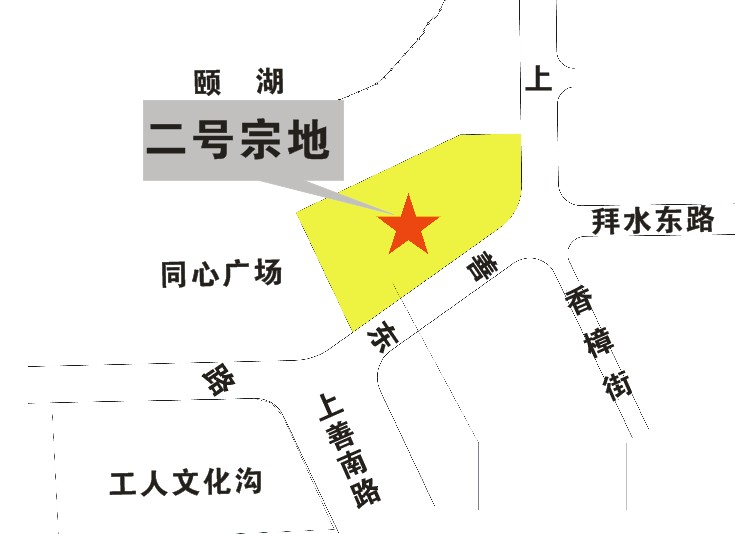 颐湖
上
二号宗地
拜水东路
同心广场
善
香樟街
东
路
上善南路
工人文化沟